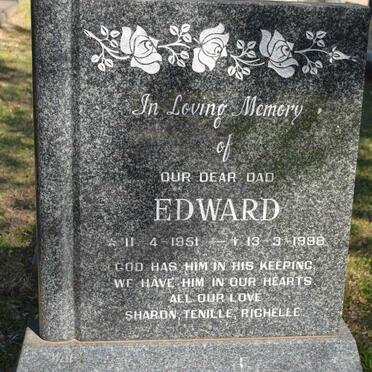 In Loving Memory
of
OUR DEAR DAD
EDWARD
☆ 11 - 4 - 1951 — † 13 - 3 - 1998
GOD HAS HIM IN HIS KEEPING,
WE HAVE HIM IN OUR HEARTS
ALL OUR LOVE
SHARON, TENILLE, RICHELLE